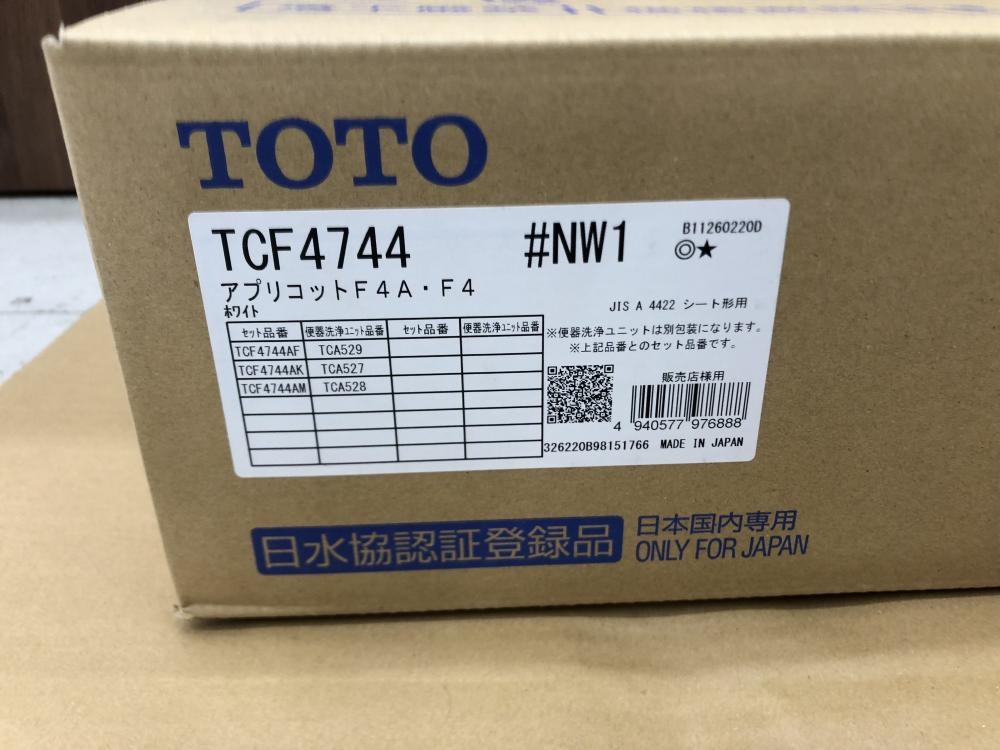 TOTO
TCF4744 #NW1 B11260220D
◎★
アプリコットF4A・F4
ホワイト
JIS A 4422 シート形用
セット品番 便器洗浄ユニット品番 セット品番 便器洗浄ユニット品番
TCF4744AF TCA529
TCF4744AK TCA527
TCF4744AM TCA528
※便器洗浄ユニットは別包装になります。
※上記品番とのセット品番です。
販売店様用
4 940577 976888
326220B98151766 MADE IN JAPAN
日水協認証登録品
日本国内専用
ONLY FOR JAPAN